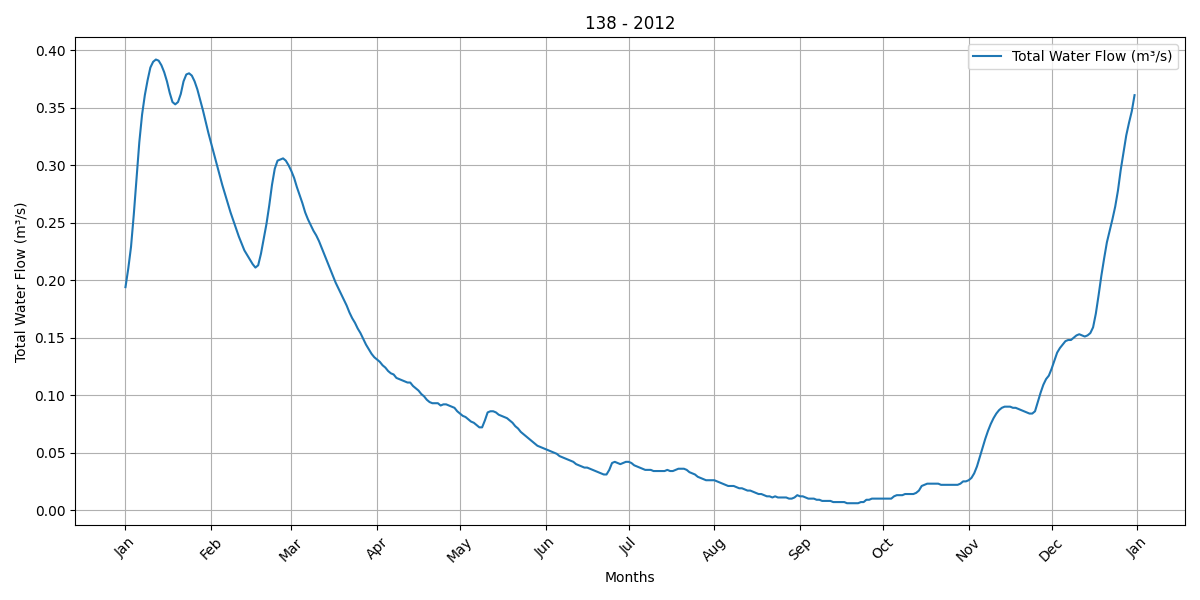 138 - 2012
Total Water Flow (m³/s)
0.40
0.35
0.30
0.25
0.20
0.15
0.10
0.05
0.00
Total Water Flow (m³/s)
Jan
Feb
Mar
Apr
May
Jun
Jul
Aug
Sep
Oct
Nov
Dec
Jan
Months